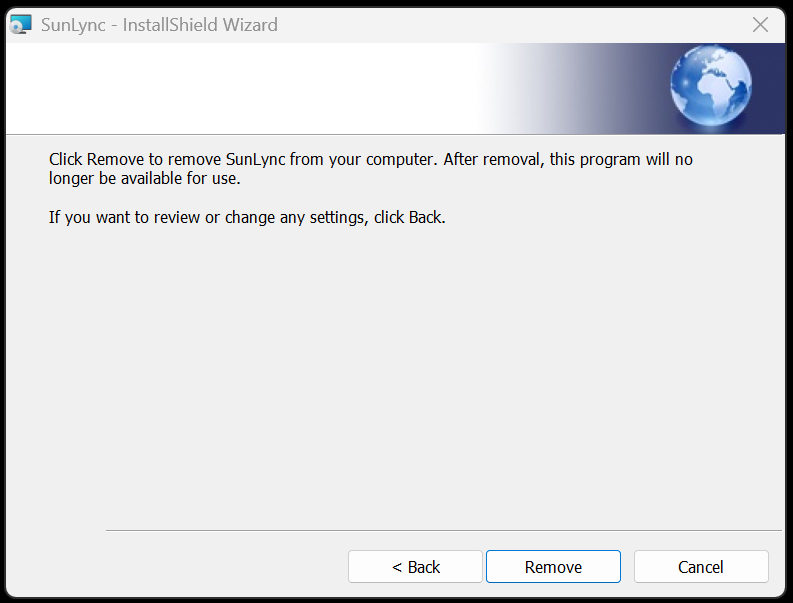 SunLync - InstallShield Wizard
Click Remove to remove SunLync from your computer. After removal, this program will no
longer be available for use.
If you want to review or change any settings, click Back.
< Back
Remove
Cancel